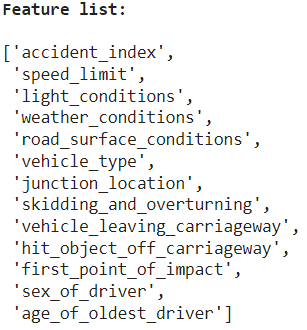 Feature list:
['accident_index',
'speed_limit',
'light_conditions',
'weather_conditions',
'road_surface_conditions',
'vehicle_type',
'junction_location',
'skidding_and_overturning',
'vehicle_leaving_carriageway',
'hit_object_off_carriageway',
'first_point_of_impact',
'sex_of_driver',
'age_of_oldest_driver']